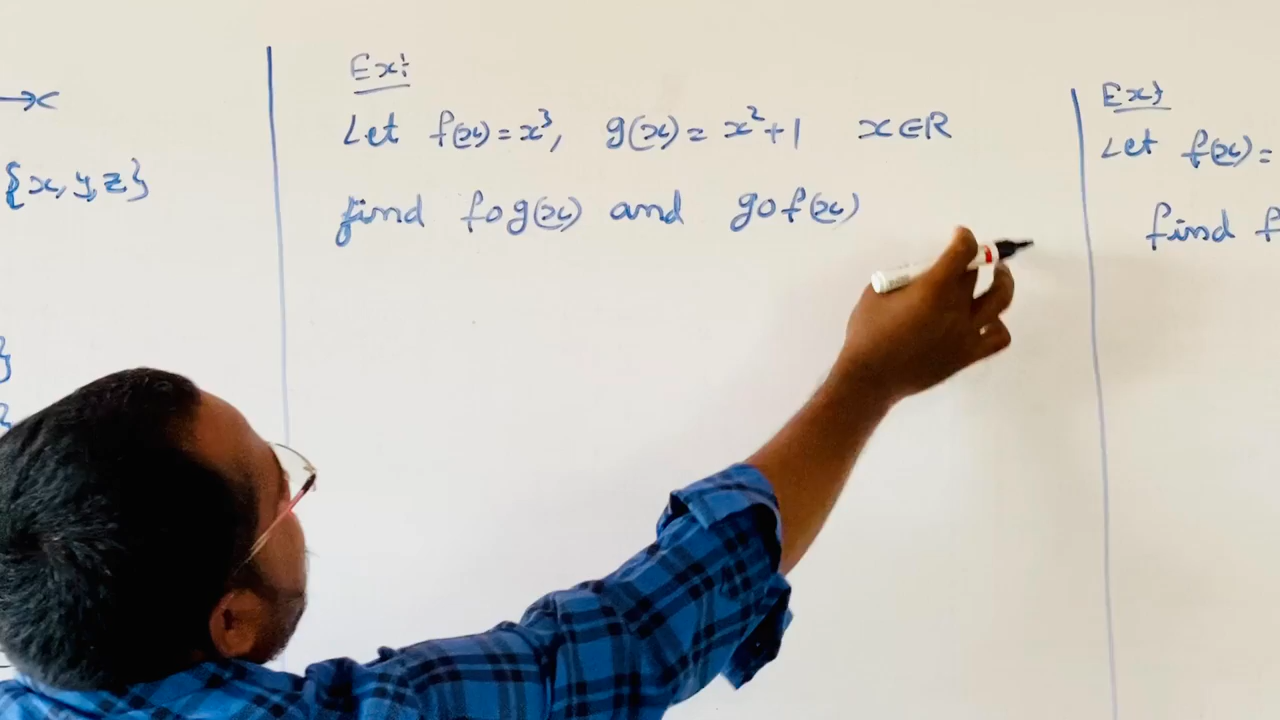 →x
{x, y, z}
}
}
Ex:
Let f(x) = x³, g(x) = x²+1 x∈R
find fog(x) and gof(x)
Ex:
Let f(x) =
find f